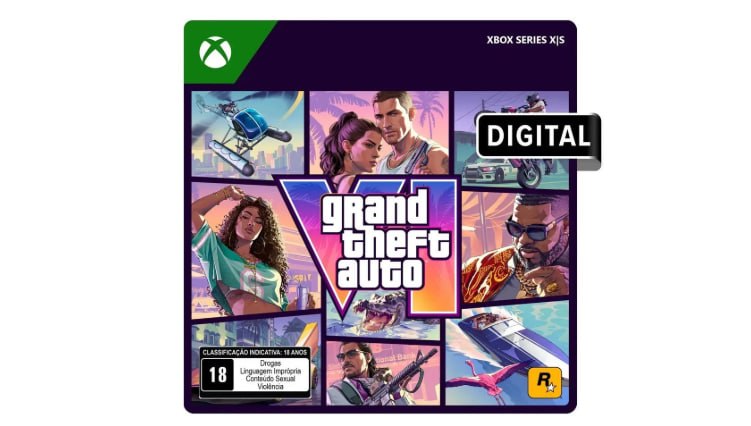 XBOX SERIES X|S
DIGITAL
VI
grand
theft
auto
CLASSIFICAÇÃO INDICATIVA: 18 ANOS
18
Drogas
Linguagem Imprópria
Conteúdo Sexual
Violência
R